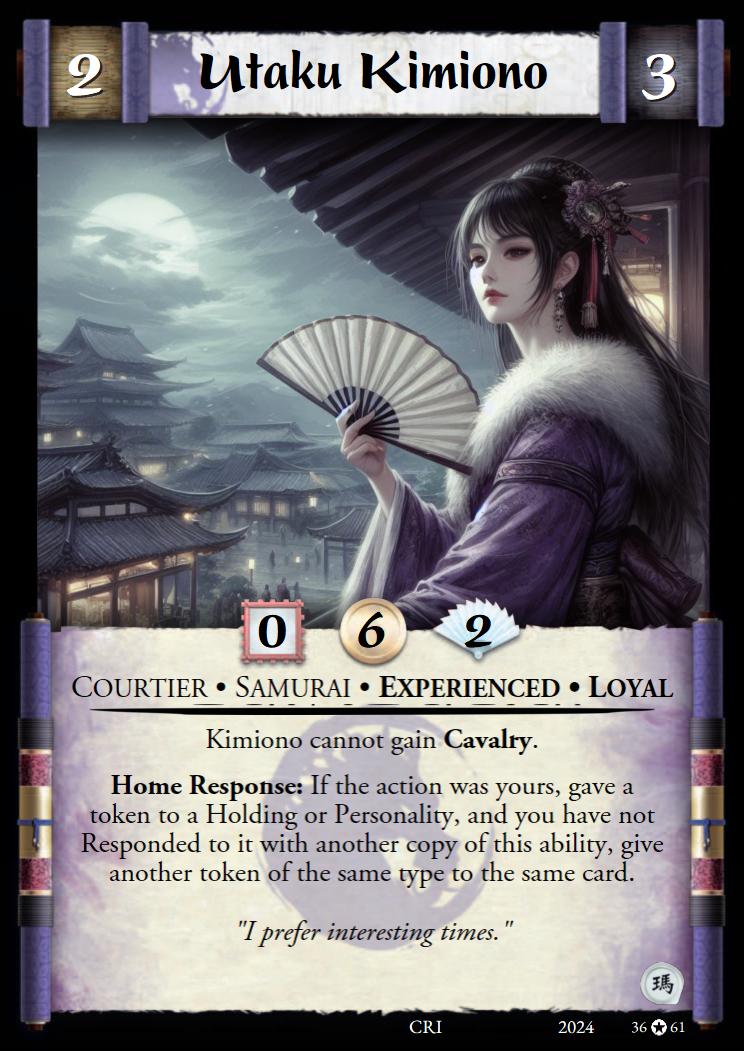 2 Utaku Kimiono 3
0 6 2
COURTIER • SAMURAI • EXPERIENCED • LOYAL
Kimiono cannot gain Cavalry.
Home Response: If the action was yours, gave a
token to a Holding or Personality, and you have not
Responded to it with another copy of this ability, give
another token of the same type to the same card.
"I prefer interesting times."
瑪
CRI 2024 36 61